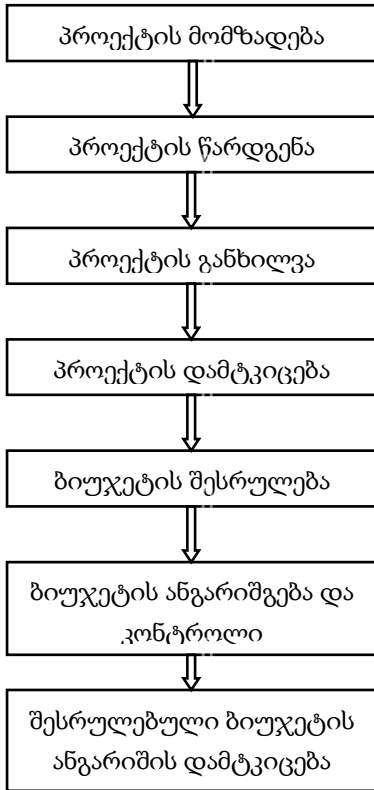 პროექტის მომზადება
პროექტის წარდგენა
პროექტის განხილვა
პროექტის დამტკიცება
ბიუჯეტის შესრულება
ბიუჯეტის ანგარიშგება და
კონტროლი
შესრულებული ბიუჯეტის
ანგარიშის დამტკიცება